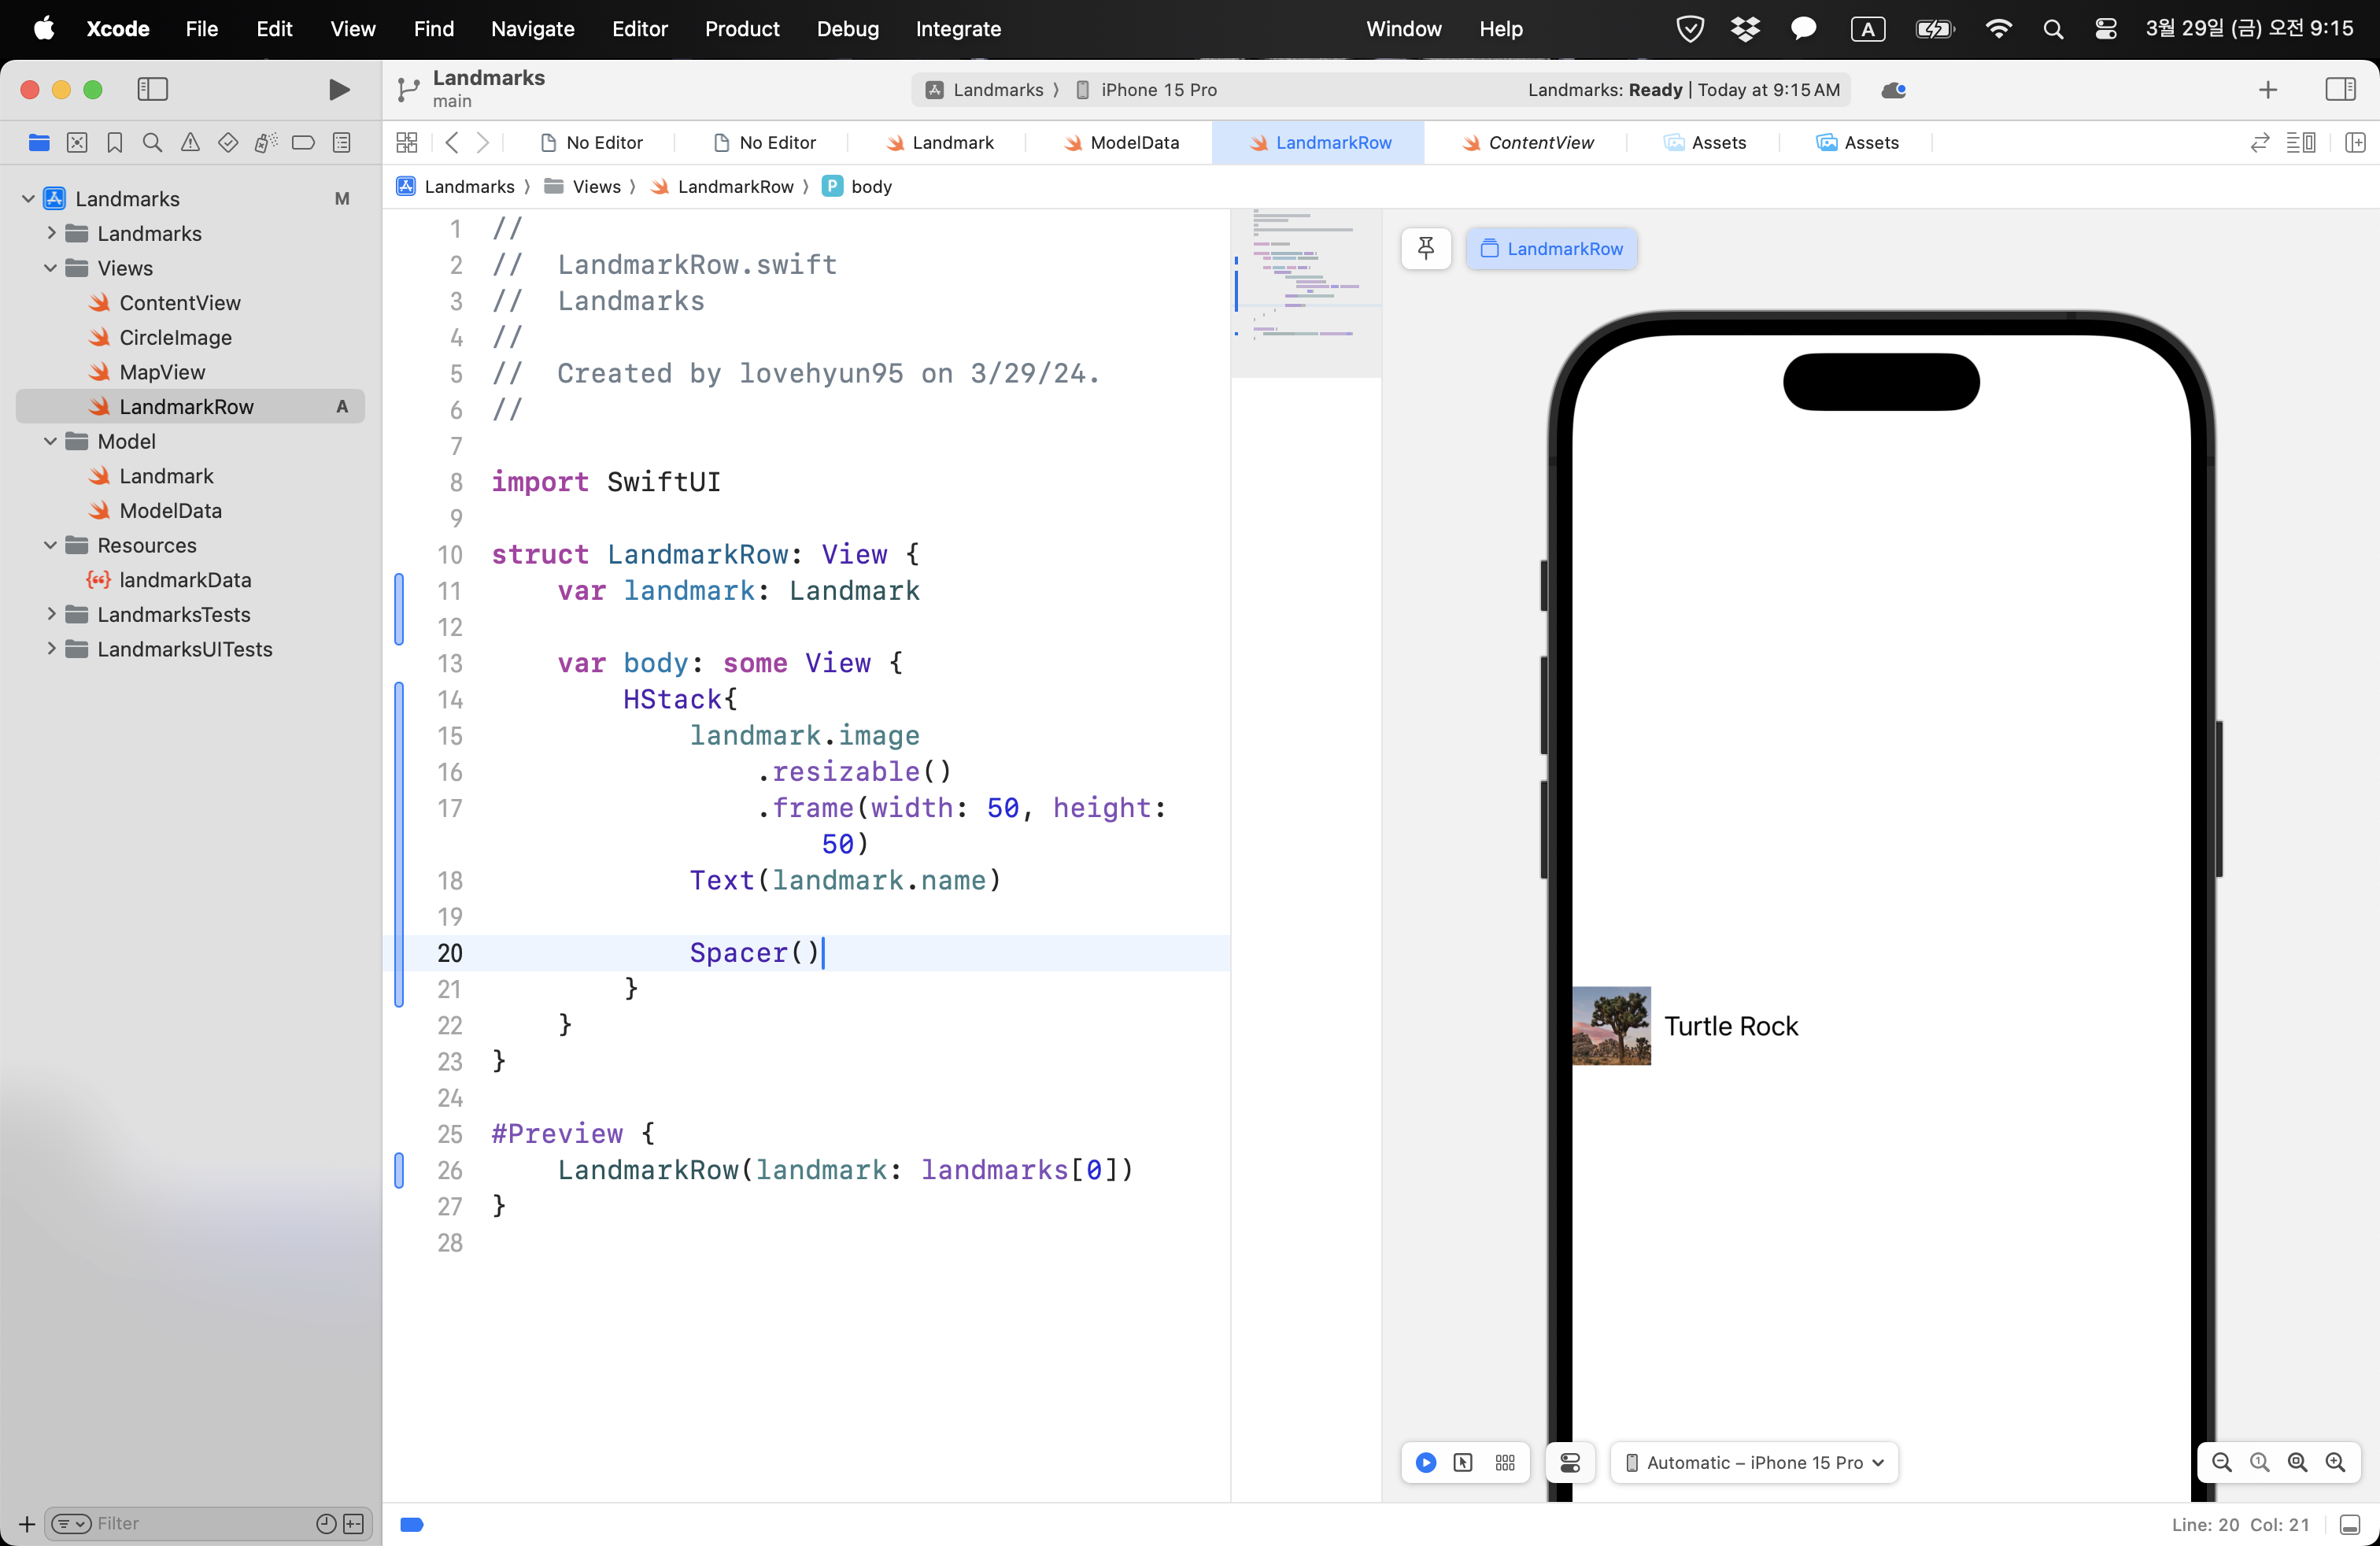 Xcode File Edit View Find Navigate Editor Product Debug Integrate Window Help A 3월 29일 (금) 오전 9:15
Landmarks
main
Landmarks 〉 iPhone 15 Pro
Landmarks: Ready | Today at 9:15 AM
No Editor No Editor Landmark ModelData LandmarkRow ContentView Assets Assets
Landmarks 〉 Views 〉 LandmarkRow 〉 P body
Landmarks M
Landmarks
Views
ContentView
CircleImage
MapView
LandmarkRow A
Model
Landmark
ModelData
Resources
landmarkData
LandmarksTests
LandmarksUITests
Filter
1 //
2 //  LandmarkRow.swift
3 //  Landmarks
4 //
5 //  Created by lovehyun95 on 3/29/24.
6 //
7
8 import SwiftUI
9
10 struct LandmarkRow: View {
11     var landmark: Landmark
12
13     var body: some View {
14         HStack{
15             landmark.image
16                 .resizable()
17                 .frame(width: 50, height:
50)
18             Text(landmark.name)
19
20             Spacer()
21         }
22     }
23 }
24
25 #Preview {
26     LandmarkRow(landmark: landmarks[0])
27 }
28
LandmarkRow
Turtle Rock
Automatic – iPhone 15 Pro
Line: 20 Col: 21